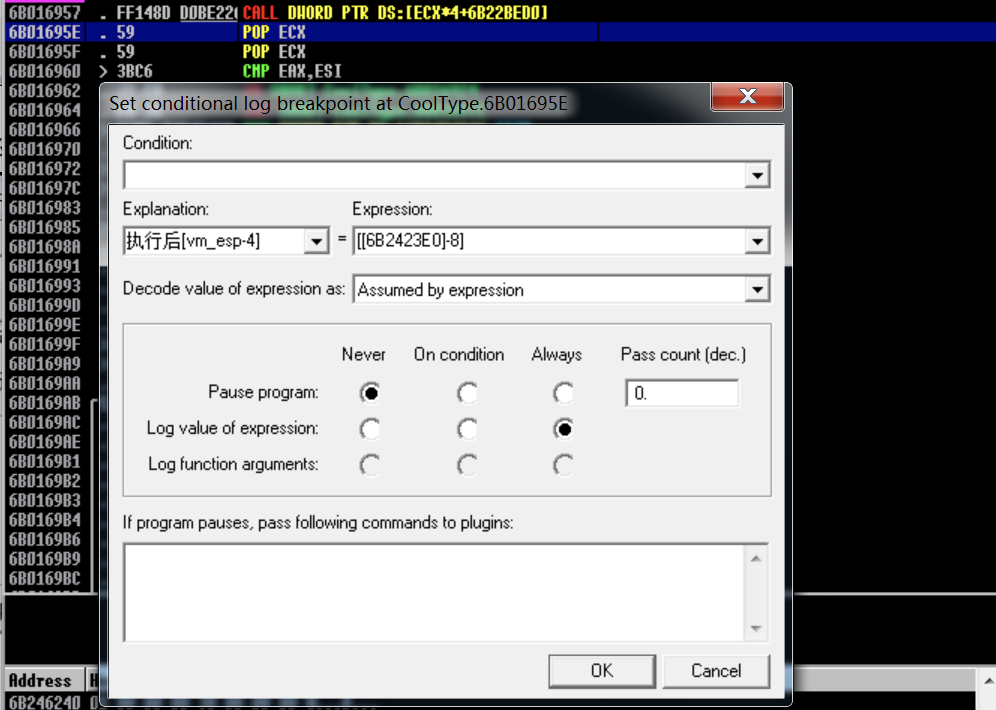 6B016957 . FF148D D0BE22( CALL DWORD PTR DS:[ECX*4+6B22BED0]
6B01695E . 59 POP ECX
6B01695F . 59 POP ECX
6B016960 > 3BC6 CMP EAX,ESI
6B016962
Set conditional log breakpoint at CoolType.6B01695E
6B016964
6B016966
Condition:
6B016970
6B016972
6B01697C
6B016983
Explanation: Expression:
6B016985
执行后[vm_esp-4] = [[6B2423E0]-8]
6B01698A
6B016991
6B016993
Decode value of expression as: Assumed by expression
6B01699D
6B01699E
6B01699F
6B0169A9
Never On condition Always Pass count (dec.)
6B0169AA
Pause program: 0.
6B0169AB
6B0169AC
Log value of expression:
6B0169AE
6B0169B1
Log function arguments:
6B0169B2
6B0169B3
6B0169B4
If program pauses, pass following commands to plugins:
6B0169B6
6B0169B9
6B0169BC
OK Cancel
Address H
6B246240